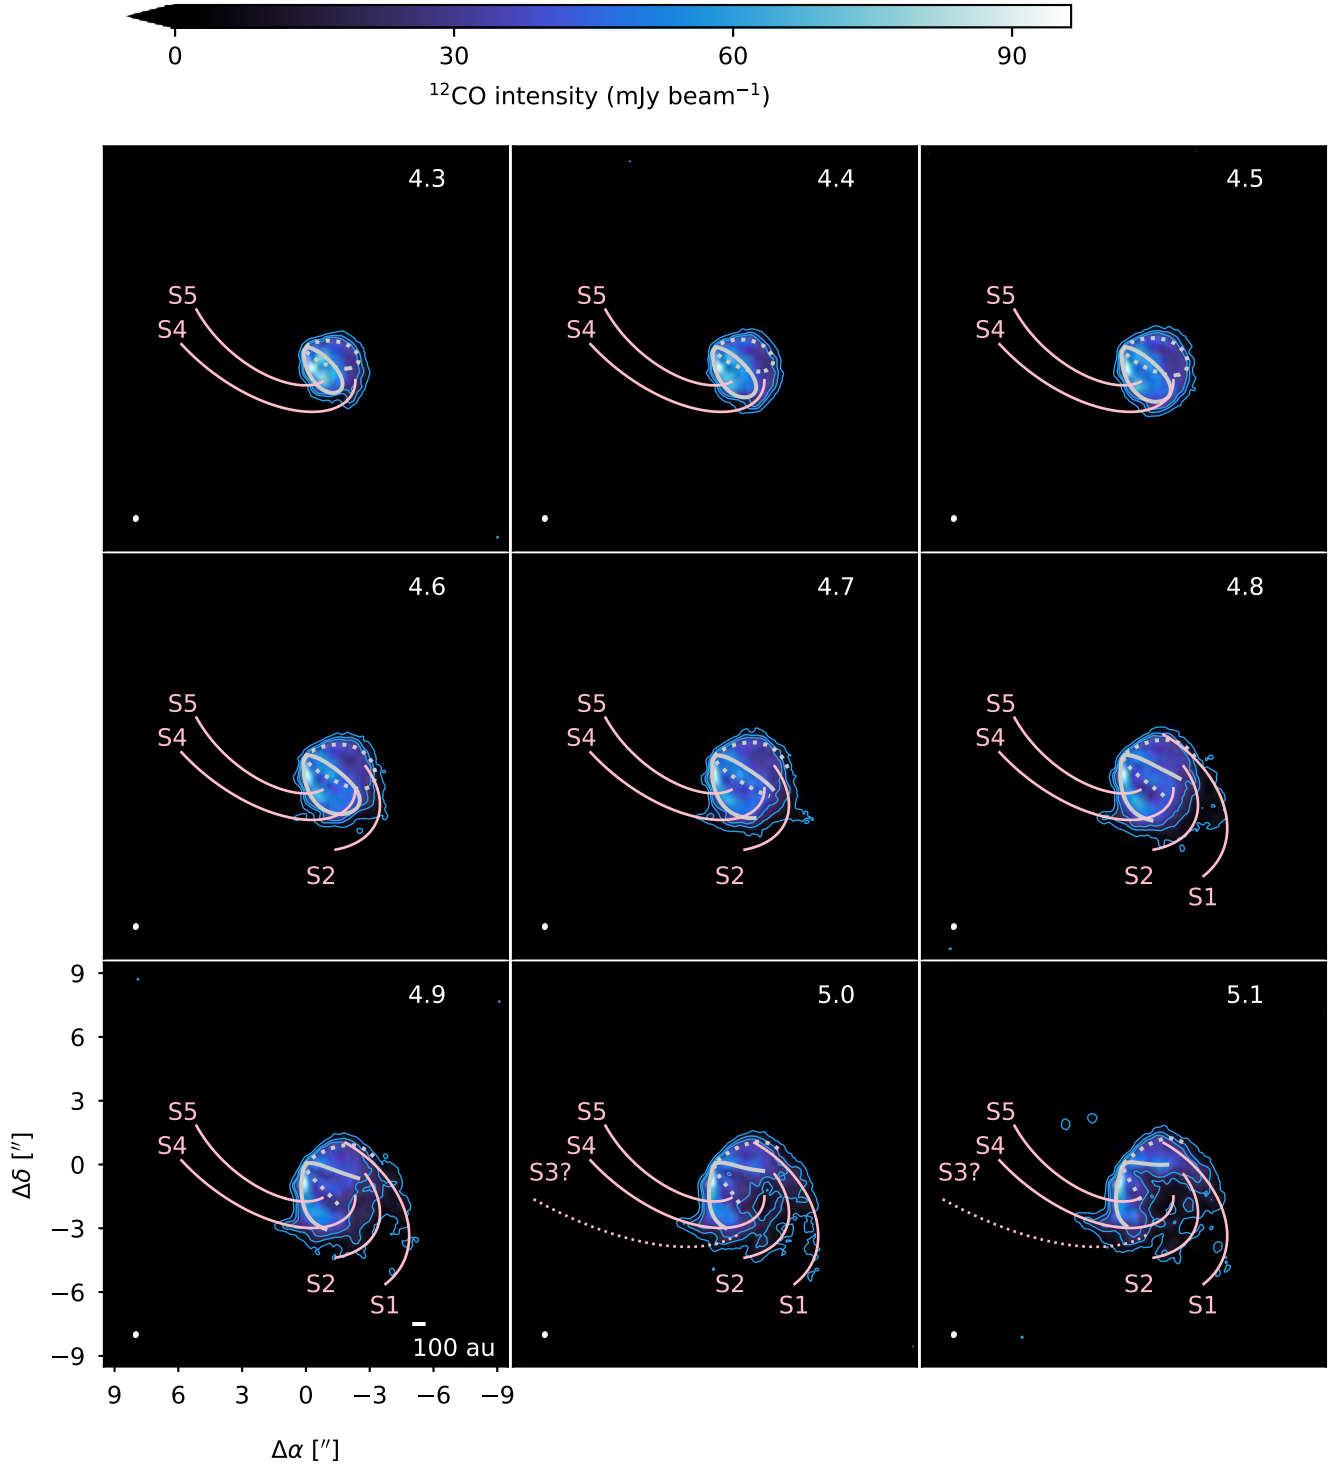 0 30 60 90
¹²CO intensity (mJy beam⁻¹)
4.3 4.4 4.5
S5 S5 S5
S4 S4 S4
4.6 4.7 4.8
S5 S5 S5
S4 S4 S4
S2 S2 S2
S1
9
6
3
0
−3
−6
−9
Δδ [″]
4.9 5.0 5.1
S5 S5 S5
S4 S4 S4
S3? S3?
S2 S2 S2
S1 S1 S1
100 au
9 6 3 0 −3 −6 −9
Δα [″]